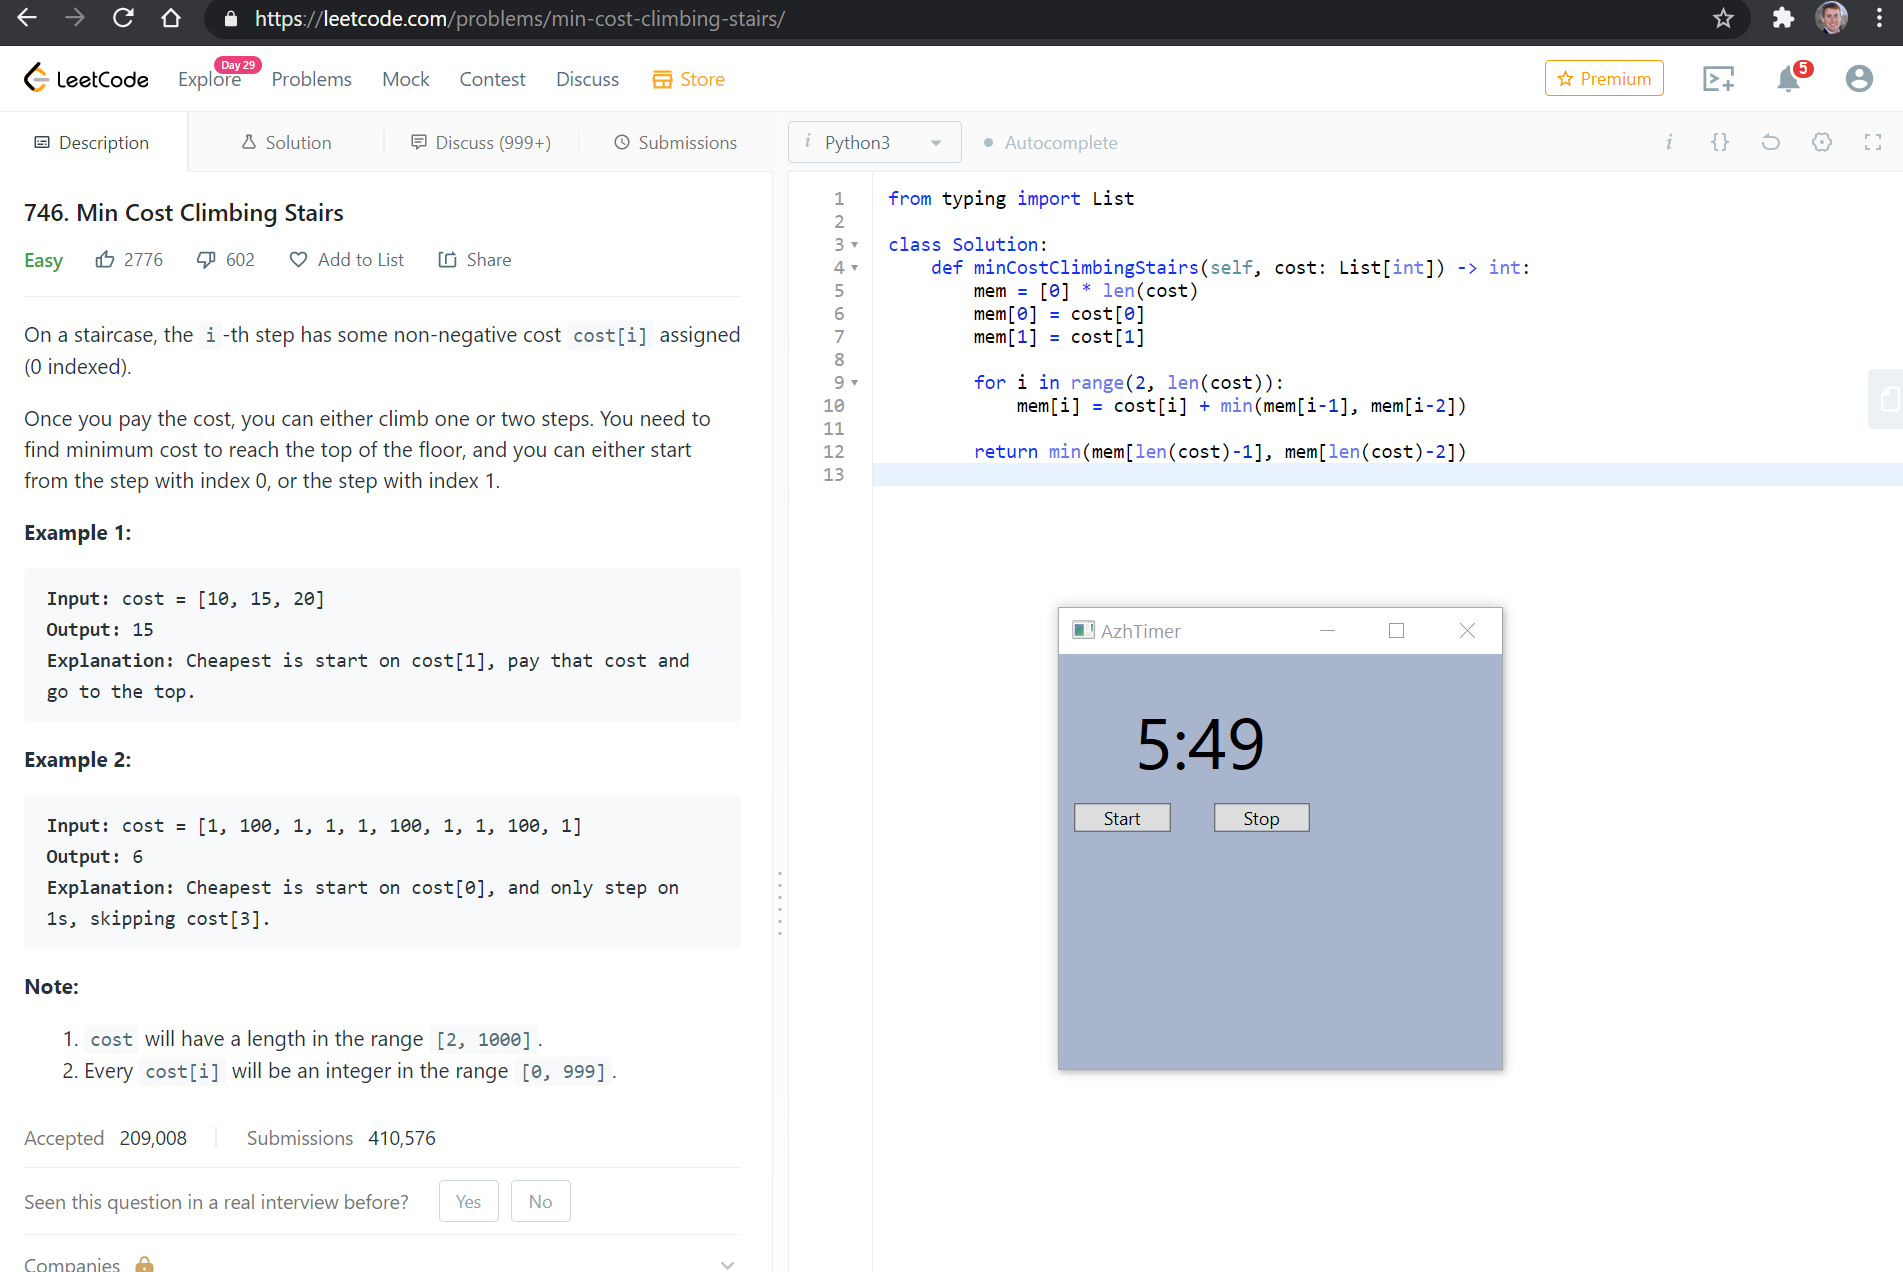 https://leetcode.com/problems/min-cost-climbing-stairs/
LeetCode
Explore
Day 29
Problems
Mock
Contest
Discuss
Store
Premium
5
Description
Solution
Discuss (999+)
Submissions
i Python3
Autocomplete
i {}
746. Min Cost Climbing Stairs
Easy 2776 602 Add to List Share
On a staircase, the i -th step has some non-negative cost cost[i] assigned
(0 indexed).
Once you pay the cost, you can either climb one or two steps. You need to
find minimum cost to reach the top of the floor, and you can either start
from the step with index 0, or the step with index 1.
Example 1:
Input: cost = [10, 15, 20]
Output: 15
Explanation: Cheapest is start on cost[1], pay that cost and
go to the top.
Example 2:
Input: cost = [1, 100, 1, 1, 1, 100, 1, 1, 100, 1]
Output: 6
Explanation: Cheapest is start on cost[0], and only step on
1s, skipping cost[3].
Note:
1. cost will have a length in the range [2, 1000].
2. Every cost[i] will be an integer in the range [0, 999].
Accepted 209,008 Submissions 410,576
Seen this question in a real interview before? Yes No
Companies
1 from typing import List
2
3 class Solution:
4     def minCostClimbingStairs(self, cost: List[int]) -> int:
5         mem = [0] * len(cost)
6         mem[0] = cost[0]
7         mem[1] = cost[1]
8
9         for i in range(2, len(cost)):
10             mem[i] = cost[i] + min(mem[i-1], mem[i-2])
11
12         return min(mem[len(cost)-1], mem[len(cost)-2])
13
AzhTimer
5:49
Start Stop